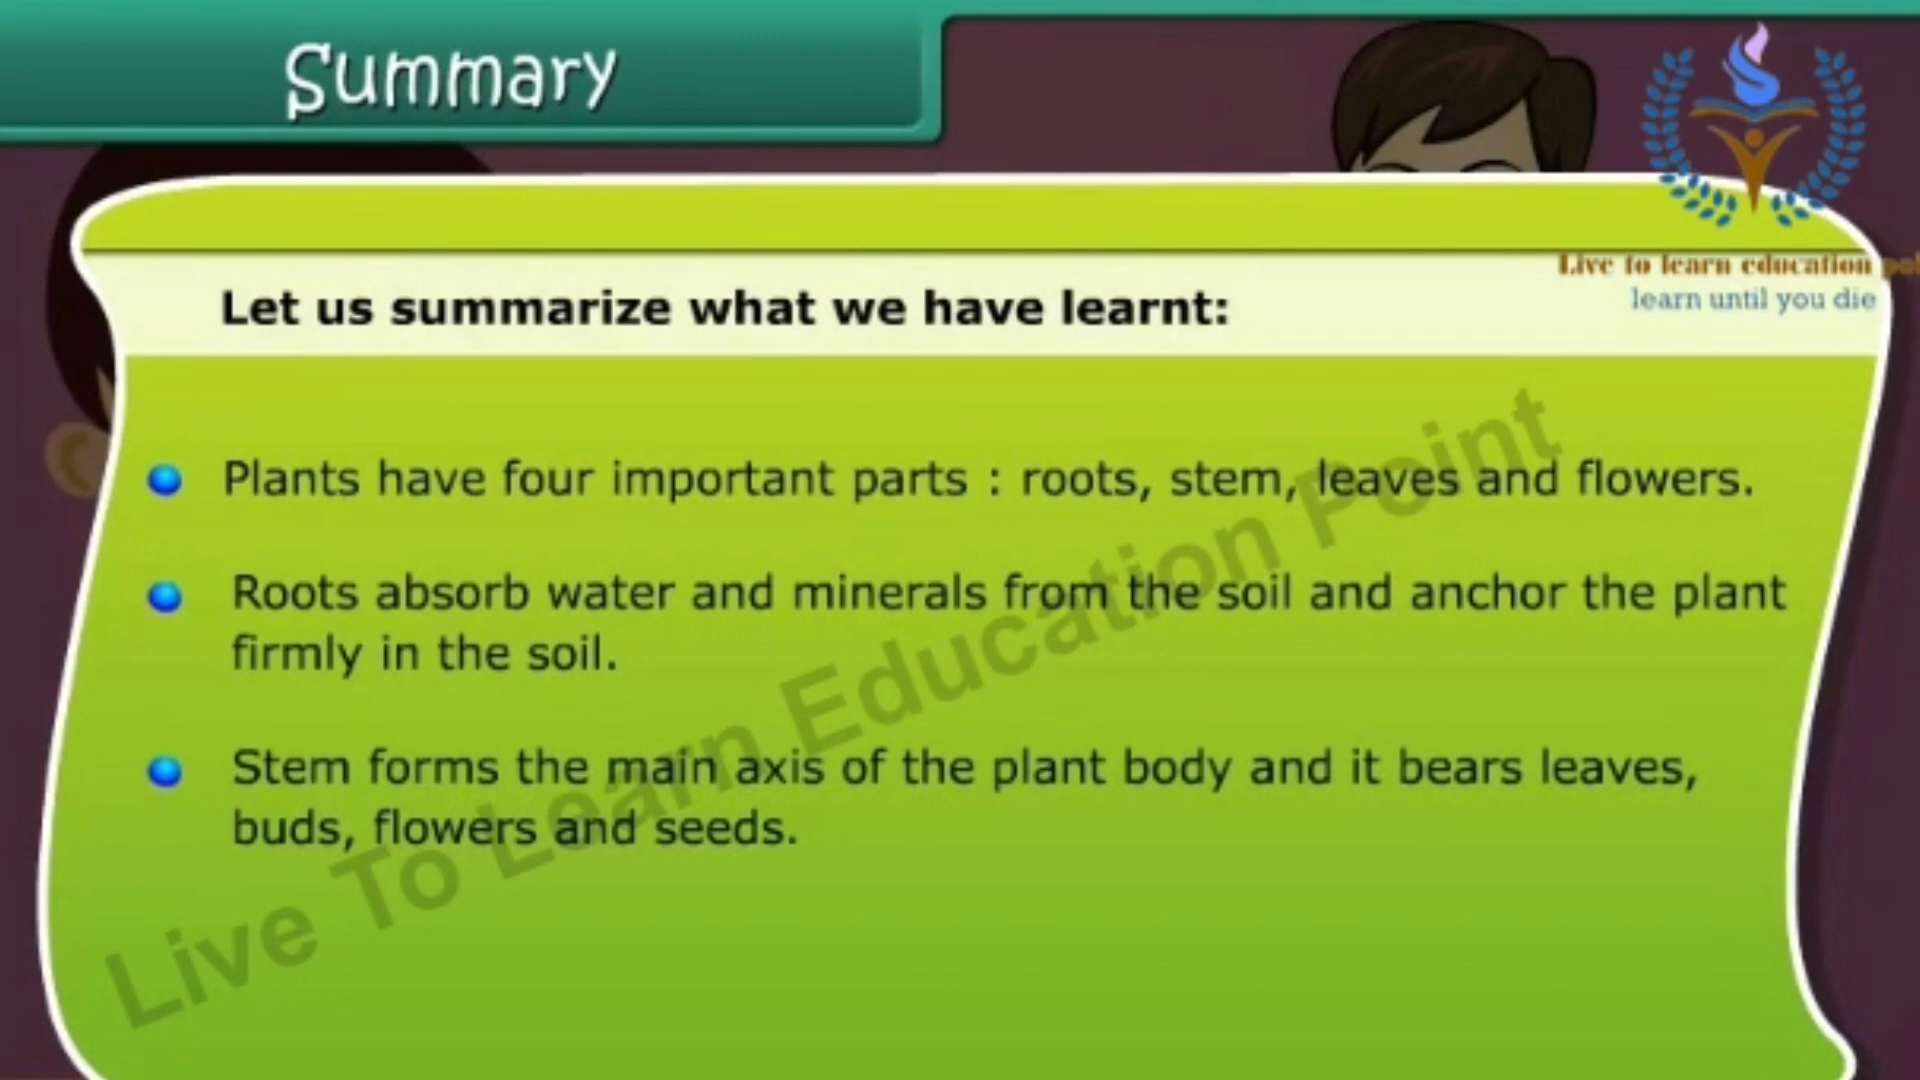 Summary
Live to learn education
learn until you die
Let us summarize what we have learnt:
Plants have four important parts : roots, stem, leaves and flowers.
Roots absorb water and minerals from the soil and anchor the plant
firmly in the soil.
Stem forms the main axis of the plant body and it bears leaves,
buds, flowers and seeds.
Live To Learn Education Point